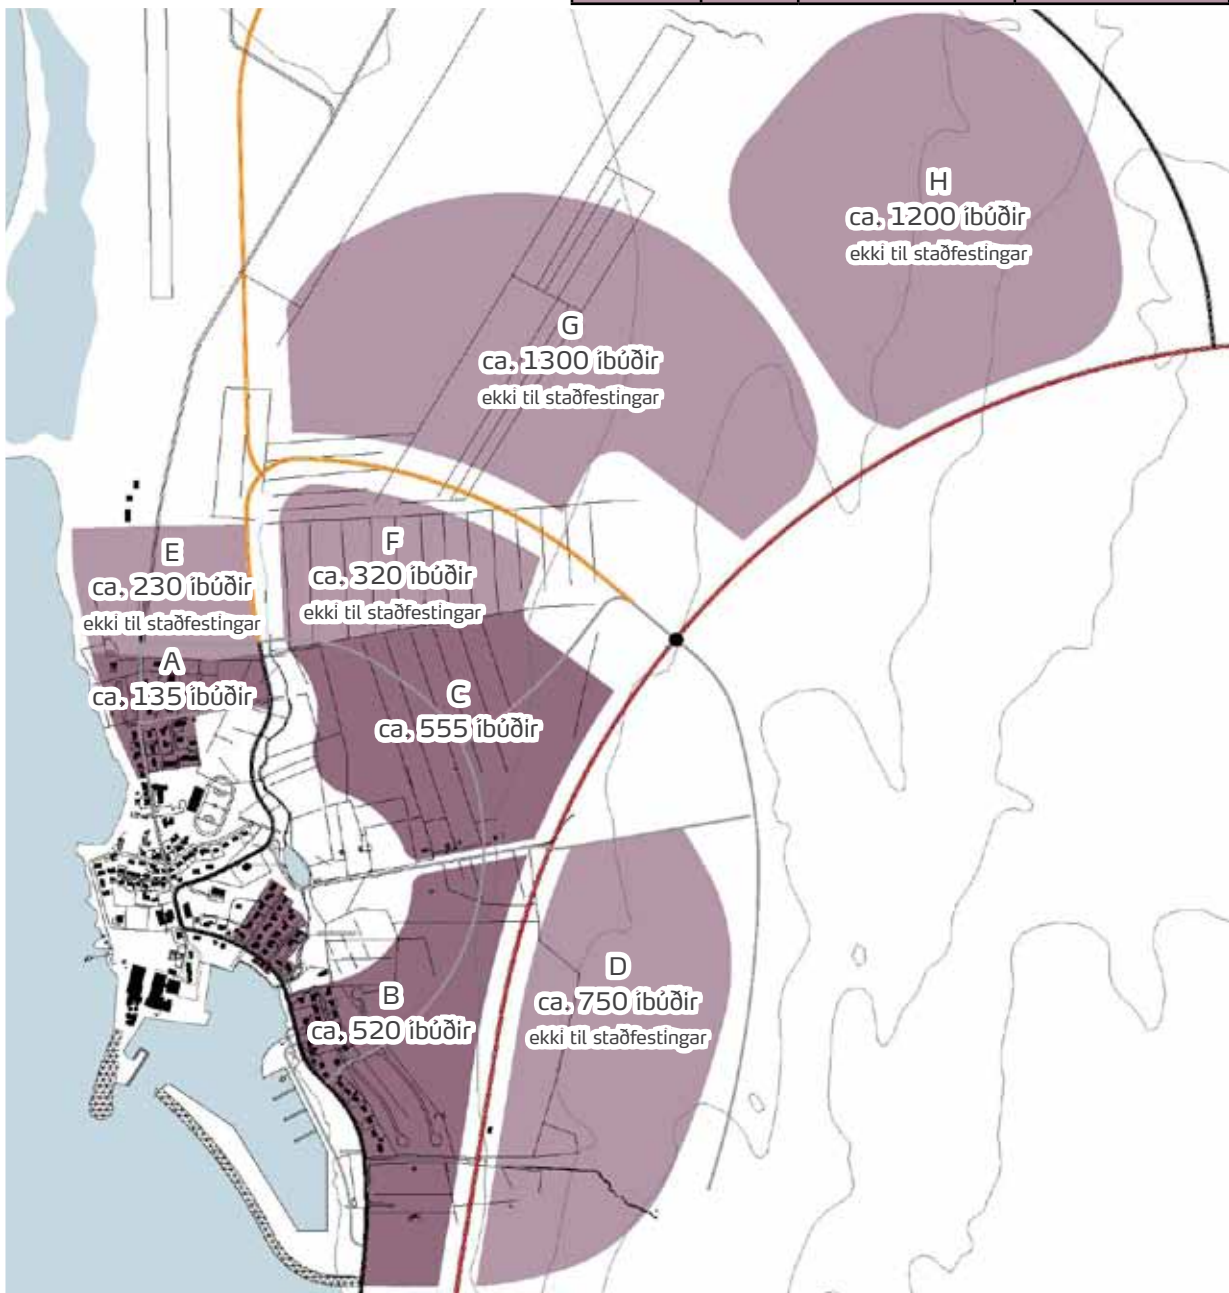 H
ca. 1200 íbúðir
ekki til staðfestingar
G
ca. 1300 íbúðir
ekki til staðfestingar
E
ca. 230 íbúðir
ekki til staðfestingar
F
ca. 320 íbúðir
ekki til staðfestingar
A
ca. 135 íbúðir
C
ca. 555 íbúðir
B
ca. 520 íbúðir
D
ca. 750 íbúðir
ekki til staðfestingar